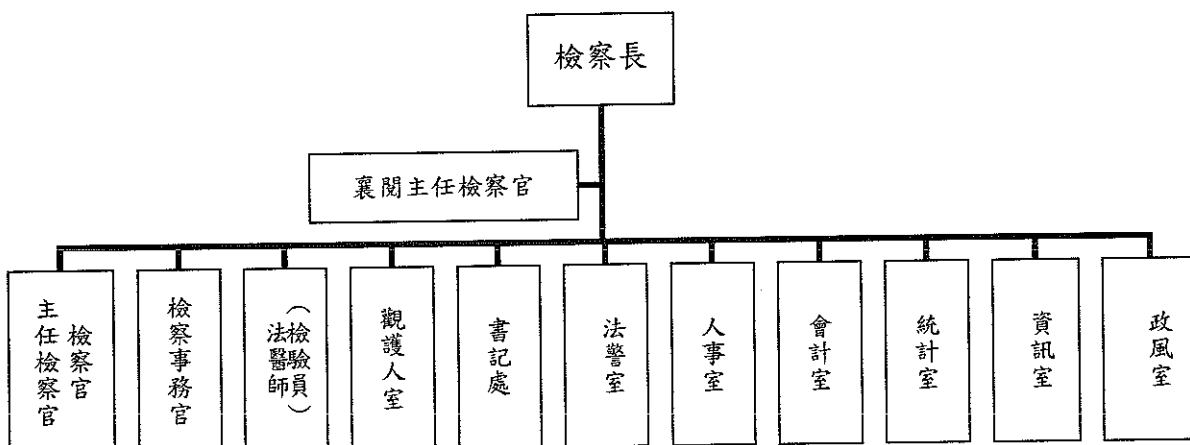 檢察長
襄閱主任檢察官
主任檢察官
檢察官
檢察事務官
法醫師
（檢驗員）
觀護人室
書記處
法警室
人事室
會計室
統計室
資訊室
政風室